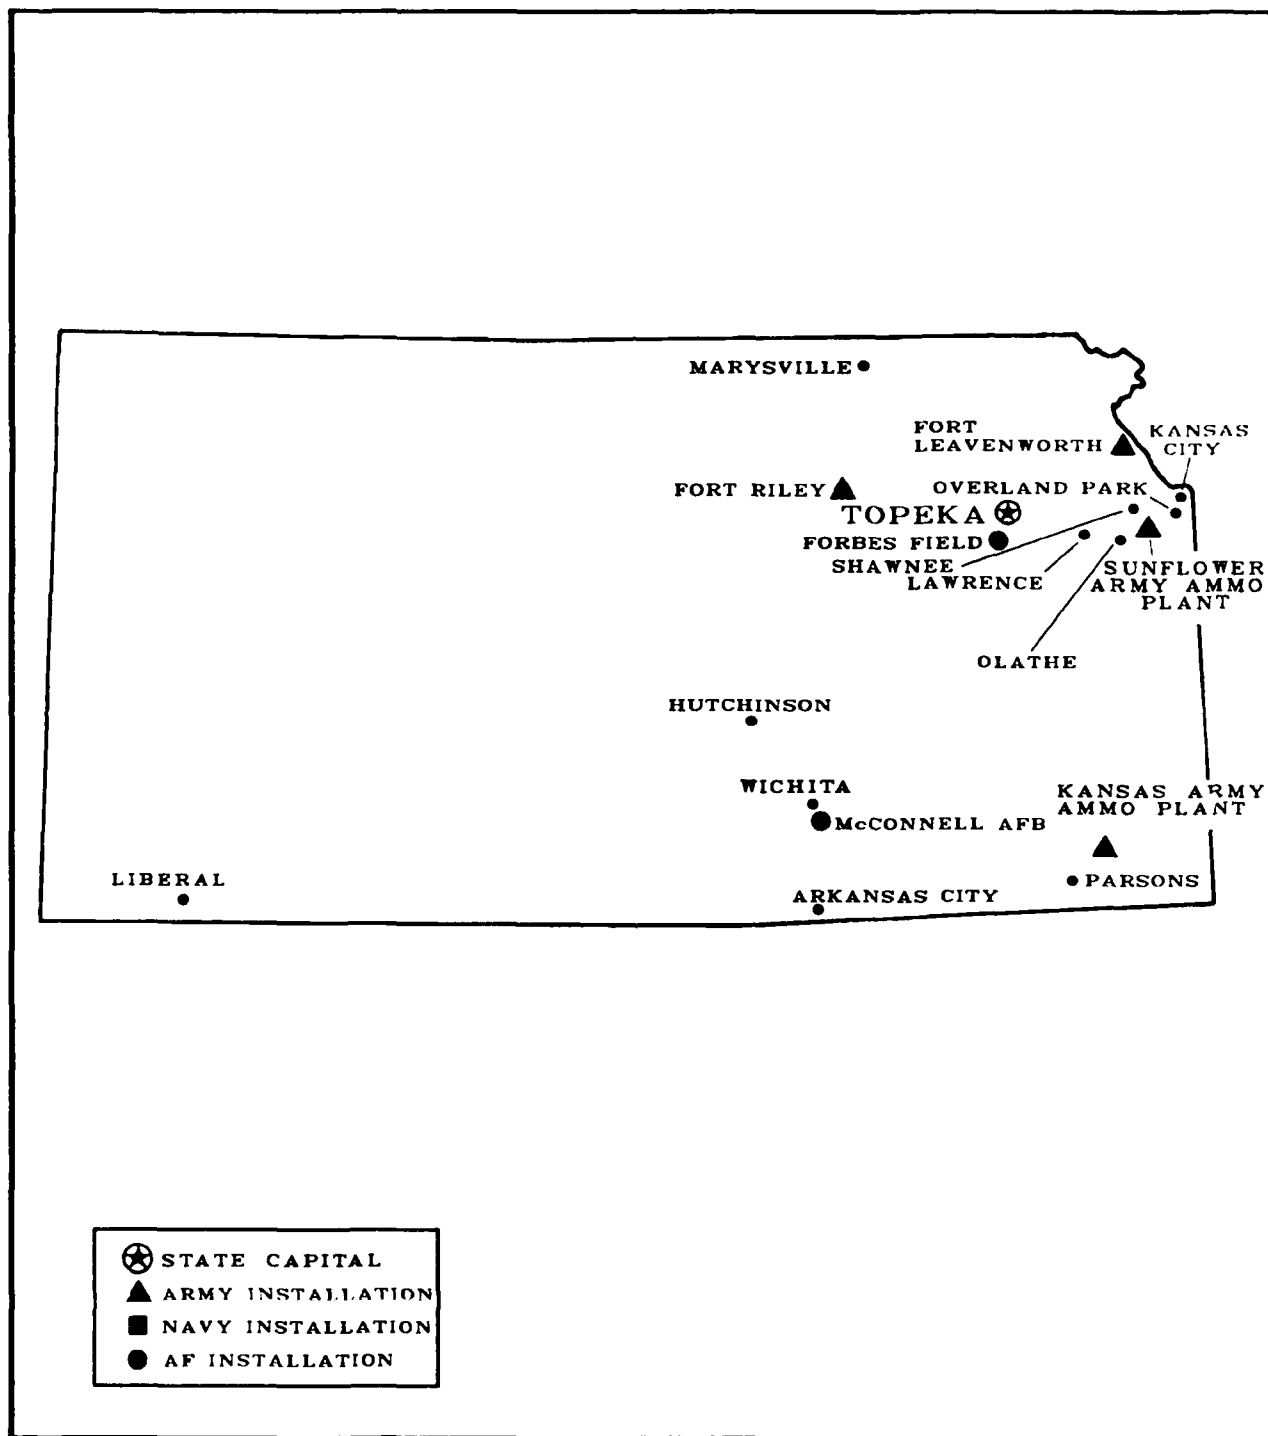 MARYSVILLE
FORT
LEAVENWORTH
KANSAS
CITY
FORT RILEY
OVERLAND PARK
TOPEKA
FORBES FIELD
SHAWNEE
LAWRENCE
SUNFLOWER
ARMY AMMO
PLANT
OLATHE
HUTCHINSON
WICHITA
McCONNELL AFB
KANSAS ARMY
AMMO PLANT
LIBERAL
PARSONS
ARKANSAS CITY
STATE CAPITAL
ARMY INSTALLATION
NAVY INSTALLATION
AF INSTALLATION